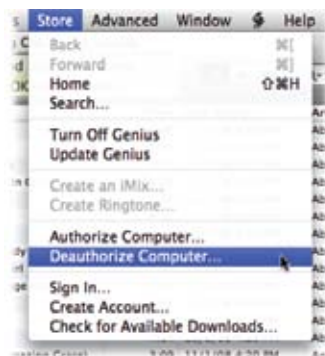 Store Advanced Window Help
Back ⌘[
Forward ⌘]
Home ⇧⌘H
Search...
Turn Off Genius
Update Genius
Create an iMix...
Create Ringtone...
Authorize Computer...
Deauthorize Computer...
Sign In...
Create Account...
Check for Available Downloads...